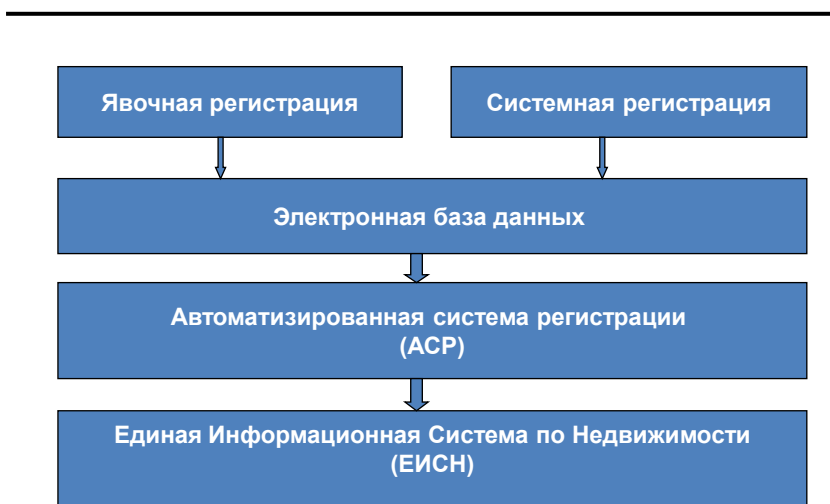 Явочная регистрация
Системная регистрация
Электронная база данных
Автоматизированная система регистрации
(АСР)
Единая Информационная Система по Недвижимости
(ЕИСН)